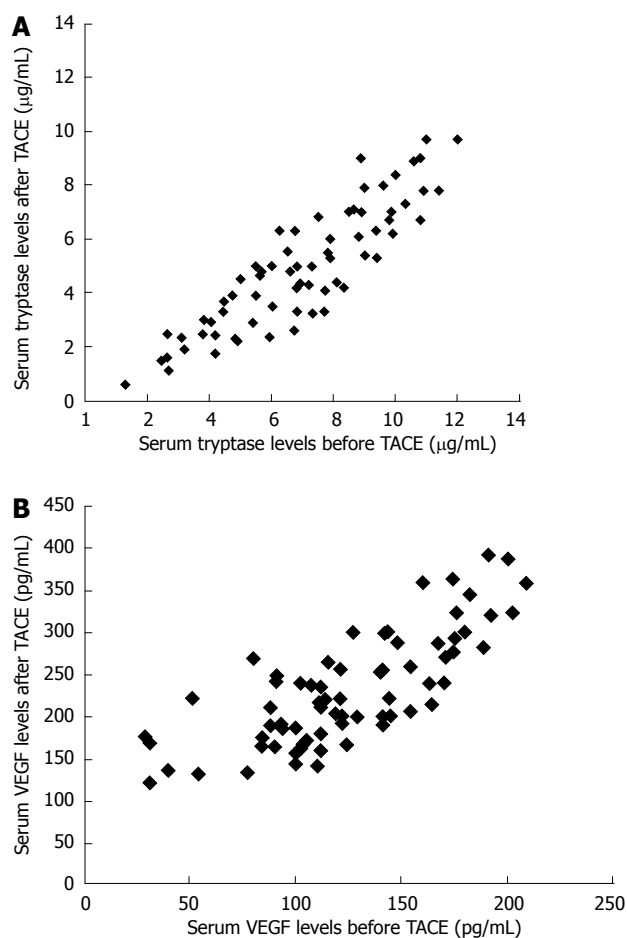 A
14
12
10
8
6
4
2
0
Serum tryptase levels after TACE (μg/mL)
1 2 4 6 8 10 12 14
Serum tryptase levels before TACE (μg/mL)
B
450
400
350
300
250
200
150
100
50
0
Serum VEGF levels after TACE (pg/mL)
0 50 100 150 200 250
Serum VEGF levels before TACE (pg/mL)